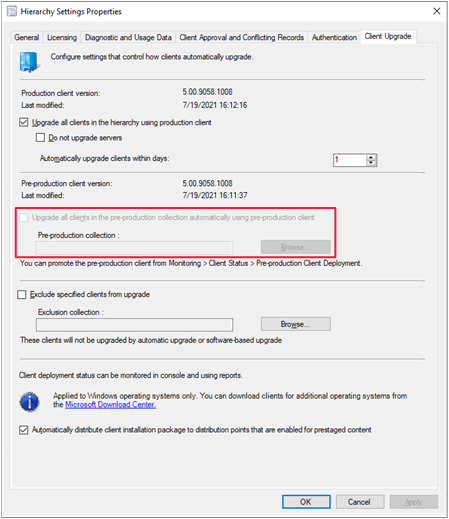 Hierarchy Settings Properties
General
Licensing
Diagnostic and Usage Data
Client Approval and Conflicting Records
Authentication
Client Upgrade
Configure settings that control how clients automatically upgrade.
Production client version: 5.00.9058.1008
Last modified: 7/19/2021 16:12:16
Upgrade all clients in the hierarchy using production client
Do not upgrade servers
Automatically upgrade clients within days: 1
Pre-production client version: 5.00.9058.1008
Last modified: 7/19/2021 16:11:37
Upgrade all clients in the pre-production collection automatically using pre-production client
Pre-production collection :
Browse...
You can promote the pre-production client from Monitoring > Client Status > Pre-production Client Deployment.
Exclude specified clients from upgrade
Exclusion collection :
Browse...
These clients will not be upgraded by automatic upgrade or software-based upgrade
Client deployment status can be monitored in console and using reports.
Applied to Windows operating systems only. You can download clients for additional operating systems from
the Microsoft Download Center.
Automatically distribute client installation package to distribution points that are enabled for prestaged content
OK
Cancel
Apply